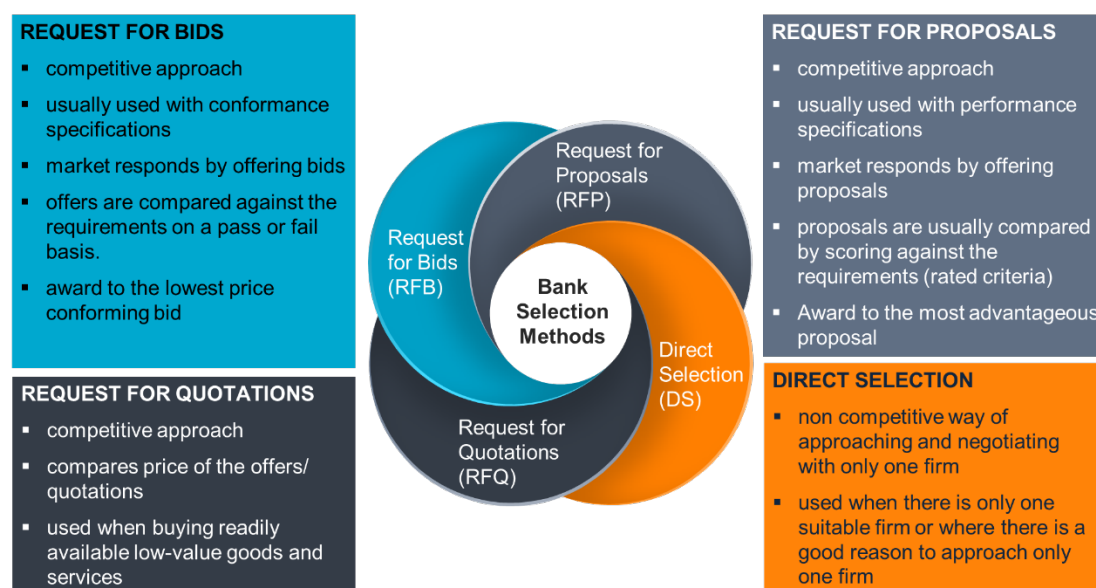 REQUEST FOR BIDS
▪ competitive approach
▪ usually used with conformance
specifications
▪ market responds by offering bids
▪ offers are compared against the
requirements on a pass or fail
basis.
▪ award to the lowest price
conforming bid
REQUEST FOR QUOTATIONS
▪ competitive approach
▪ compares price of the offers/
quotations
▪ used when buying readily
available low-value goods and
services
Request for
Proposals
(RFP)
Request
for Bids
(RFB)
Bank
Selection
Methods
Direct
Selection
(DS)
Request for
Quotations
(RFQ)
REQUEST FOR PROPOSALS
▪ competitive approach
▪ usually used with performance
specifications
▪ market responds by offering
proposals
▪ proposals are usually compared
by scoring against the
requirements (rated criteria)
▪ Award to the most advantageous
proposal
DIRECT SELECTION
▪ non competitive way of
approaching and negotiating
with only one firm
▪ used when there is only one
suitable firm or where there is a
good reason to approach only
one firm